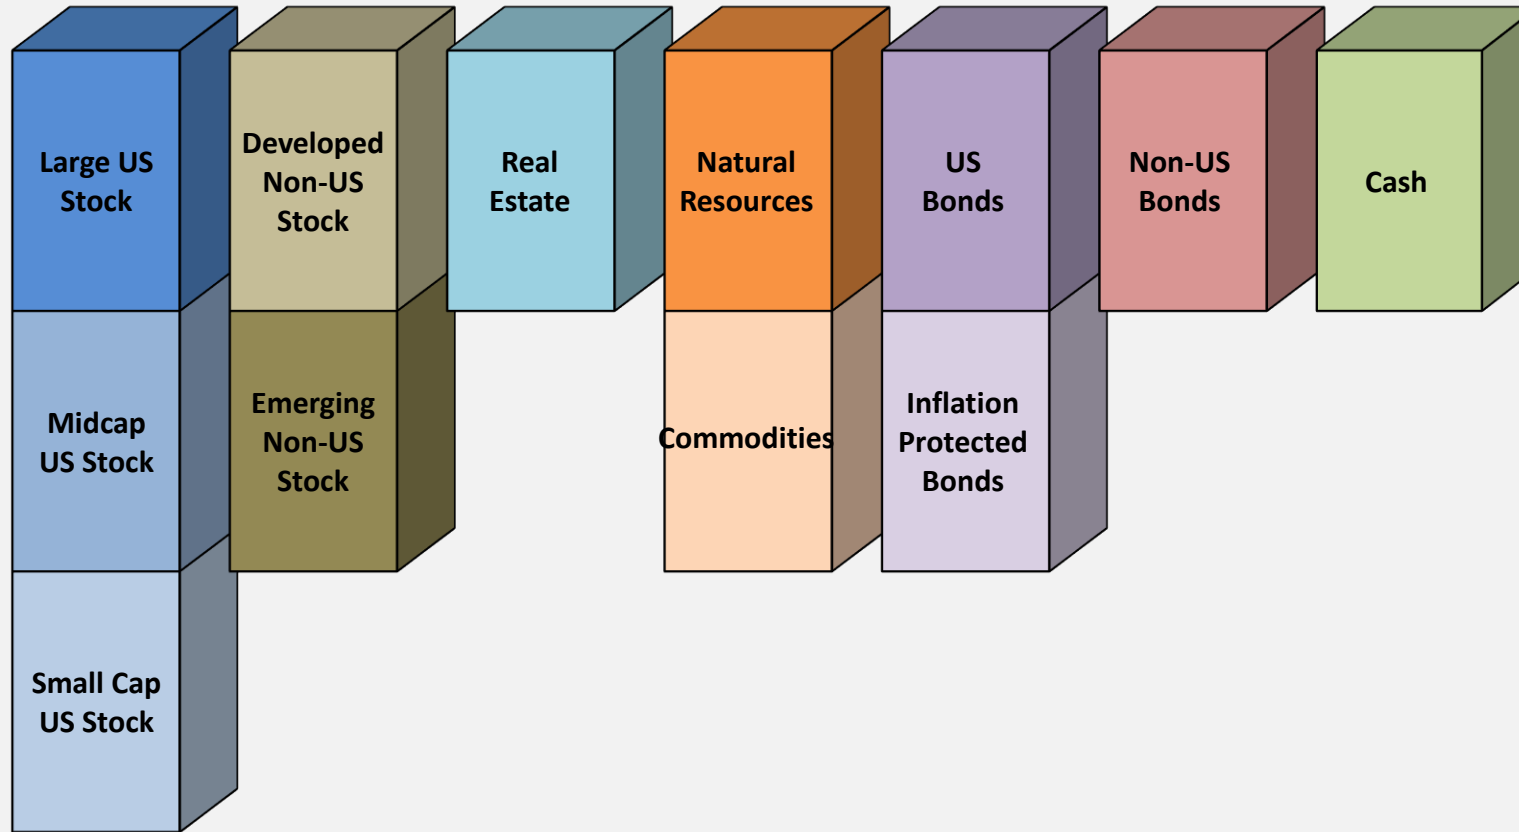 Large US
Stock
Developed
Non-US
Stock
Real
Estate
Natural
Resources
US
Bonds
Non-US
Bonds
Cash
Midcap
US Stock
Emerging
Non-US
Stock
Commodities
Inflation
Protected
Bonds
Small Cap
US Stock